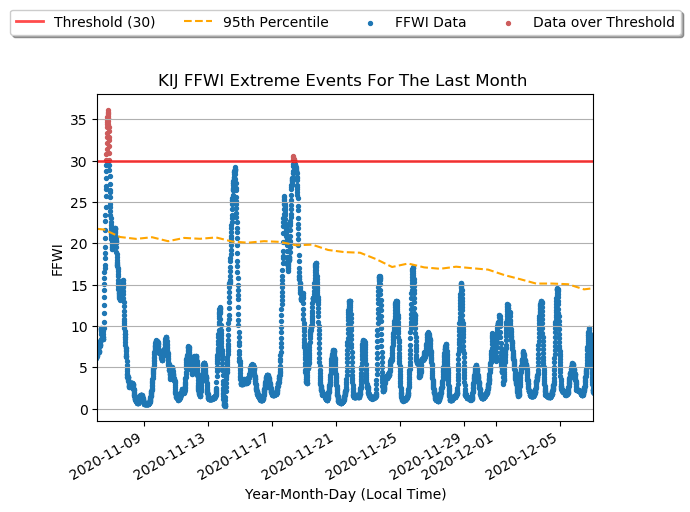 Threshold (30) 95th Percentile FFWI Data Data over Threshold
KIJ FFWI Extreme Events For The Last Month
35
30
25
20
15
10
5
0
FFWI
2020-11-09 2020-11-13 2020-11-17 2020-11-21 2020-11-25 2020-11-29 2020-12-01 2020-12-05
Year-Month-Day (Local Time)